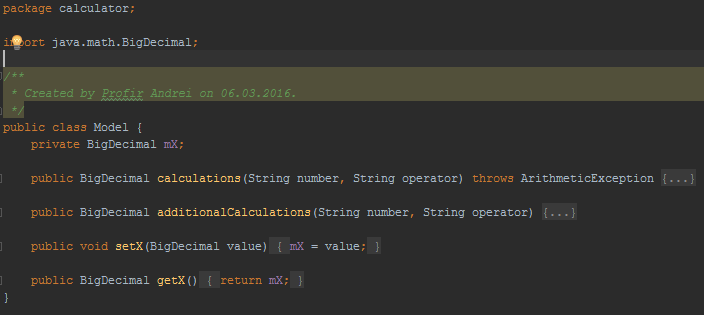 package calculator;
import java.math.BigDecimal;
/**
 * Created by Profir Andrei on 06.03.2016.
 */
public class Model {
    private BigDecimal mX;
    public BigDecimal calculations(String number, String operator) throws ArithmeticException {...}
    public BigDecimal additionalCalculations(String number, String operator) {...}
    public void setX(BigDecimal value) { mX = value; }
    public BigDecimal getX() { return mX; }
}